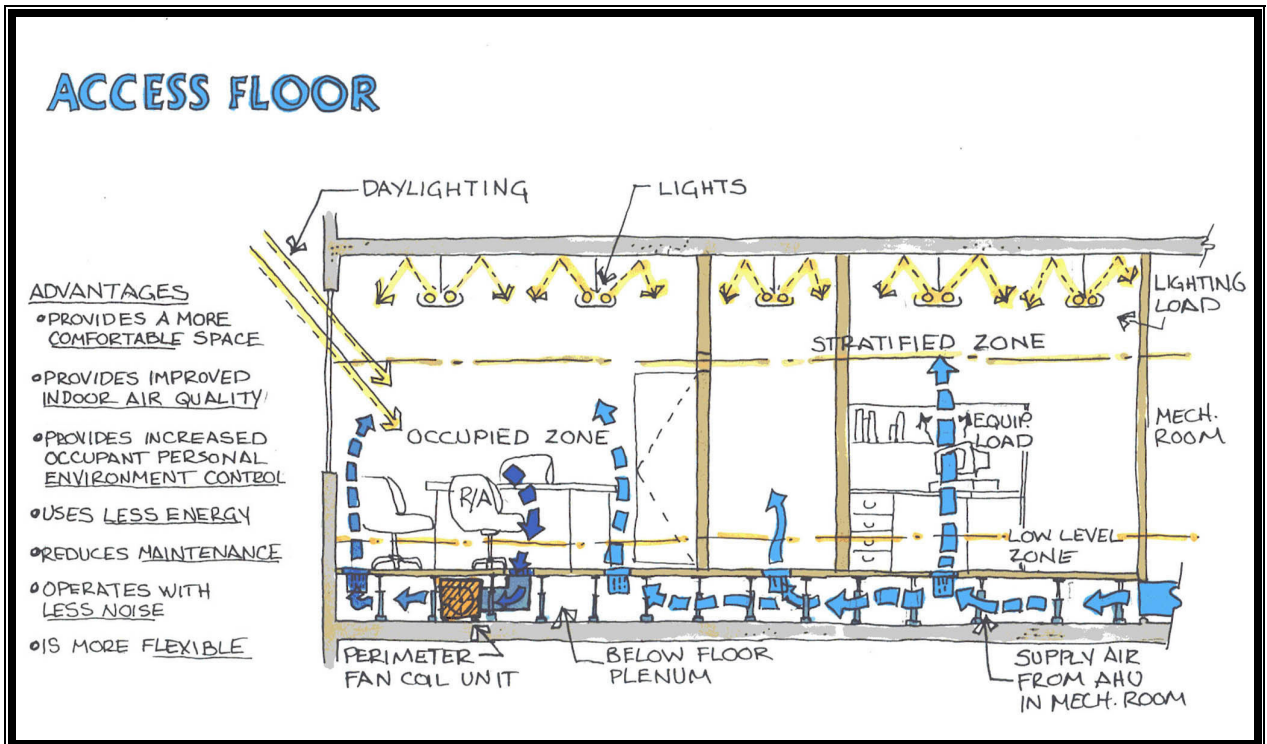 ACCESS FLOOR
DAYLIGHTING
LIGHTS
ADVANTAGES
•PROVIDES A MORE
COMFORTABLE SPACE
•PROVIDES IMPROVED
INDOOR AIR QUALITY
•PROVIDES INCREASED
OCCUPANT PERSONAL
ENVIRONMENT CONTROL
•USES LESS ENERGY
•REDUCES MAINTENANCE
•OPERATES WITH
LESS NOISE
•IS MORE FLEXIBLE
LIGHTING
LOAD
STRATIFIED ZONE
OCCUPIED ZONE
EQUIP.
LOAD
MECH.
ROOM
R/A
LOW LEVEL
ZONE
PERIMETER
FAN COIL UNIT
BELOW FLOOR
PLENUM
SUPPLY AIR
FROM AHU
IN MECH. ROOM